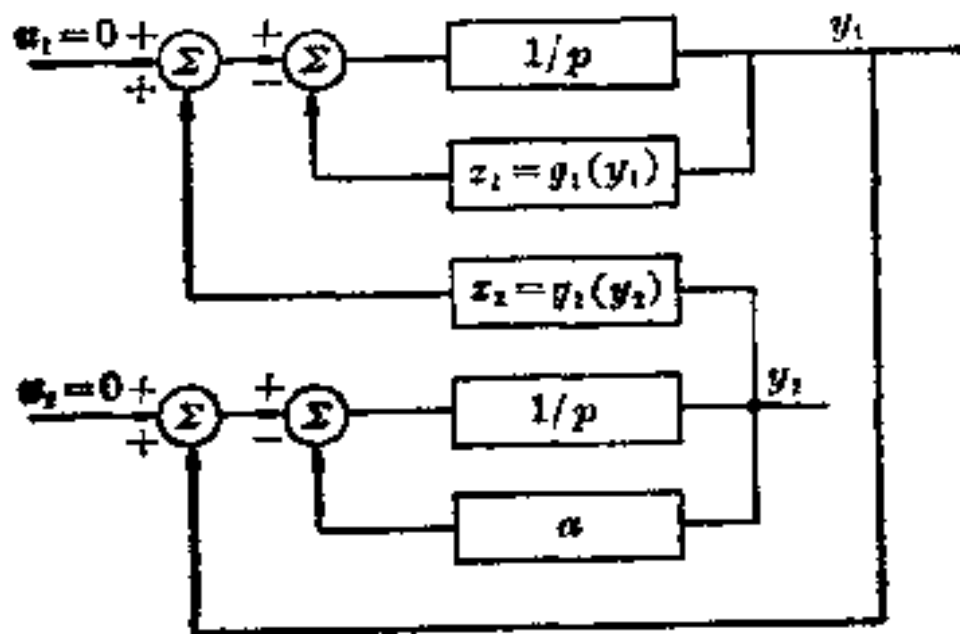 u₁=0 + + Σ + − Σ 1/p y₁
z₁=g₁(y₁)
z₂=g₂(y₂)
u₂=0 + + Σ + − Σ 1/p y₂
a